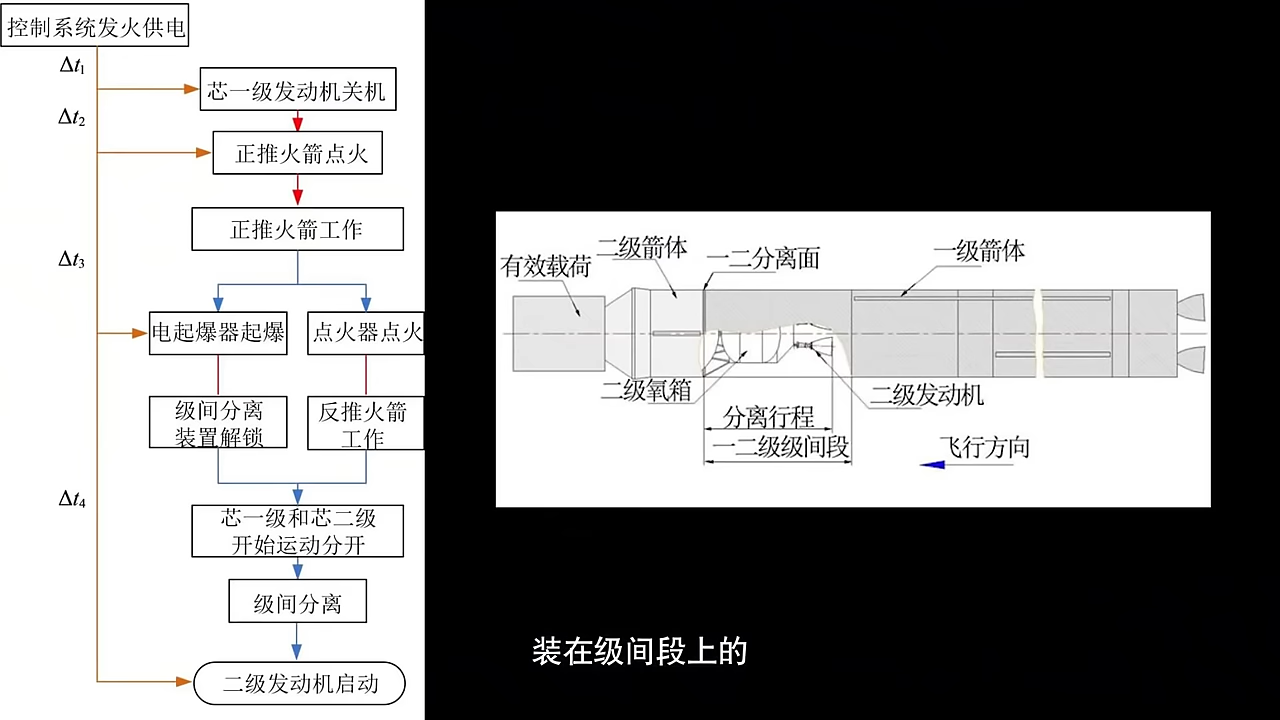 控制系统发火供电
Δt1
芯一级发动机关机
Δt2
正推火箭点火
正推火箭工作
Δt3
电起爆器起爆
点火器点火
级间分离
装置解锁
反推火箭
工作
Δt4
芯一级和芯二级
开始运动分开
级间分离
二级发动机启动
有效载荷
二级箭体
一二分离面
一级箭体
二级氧箱
二级发动机
分离行程
一二级级间段
飞行方向
装在级间段上的